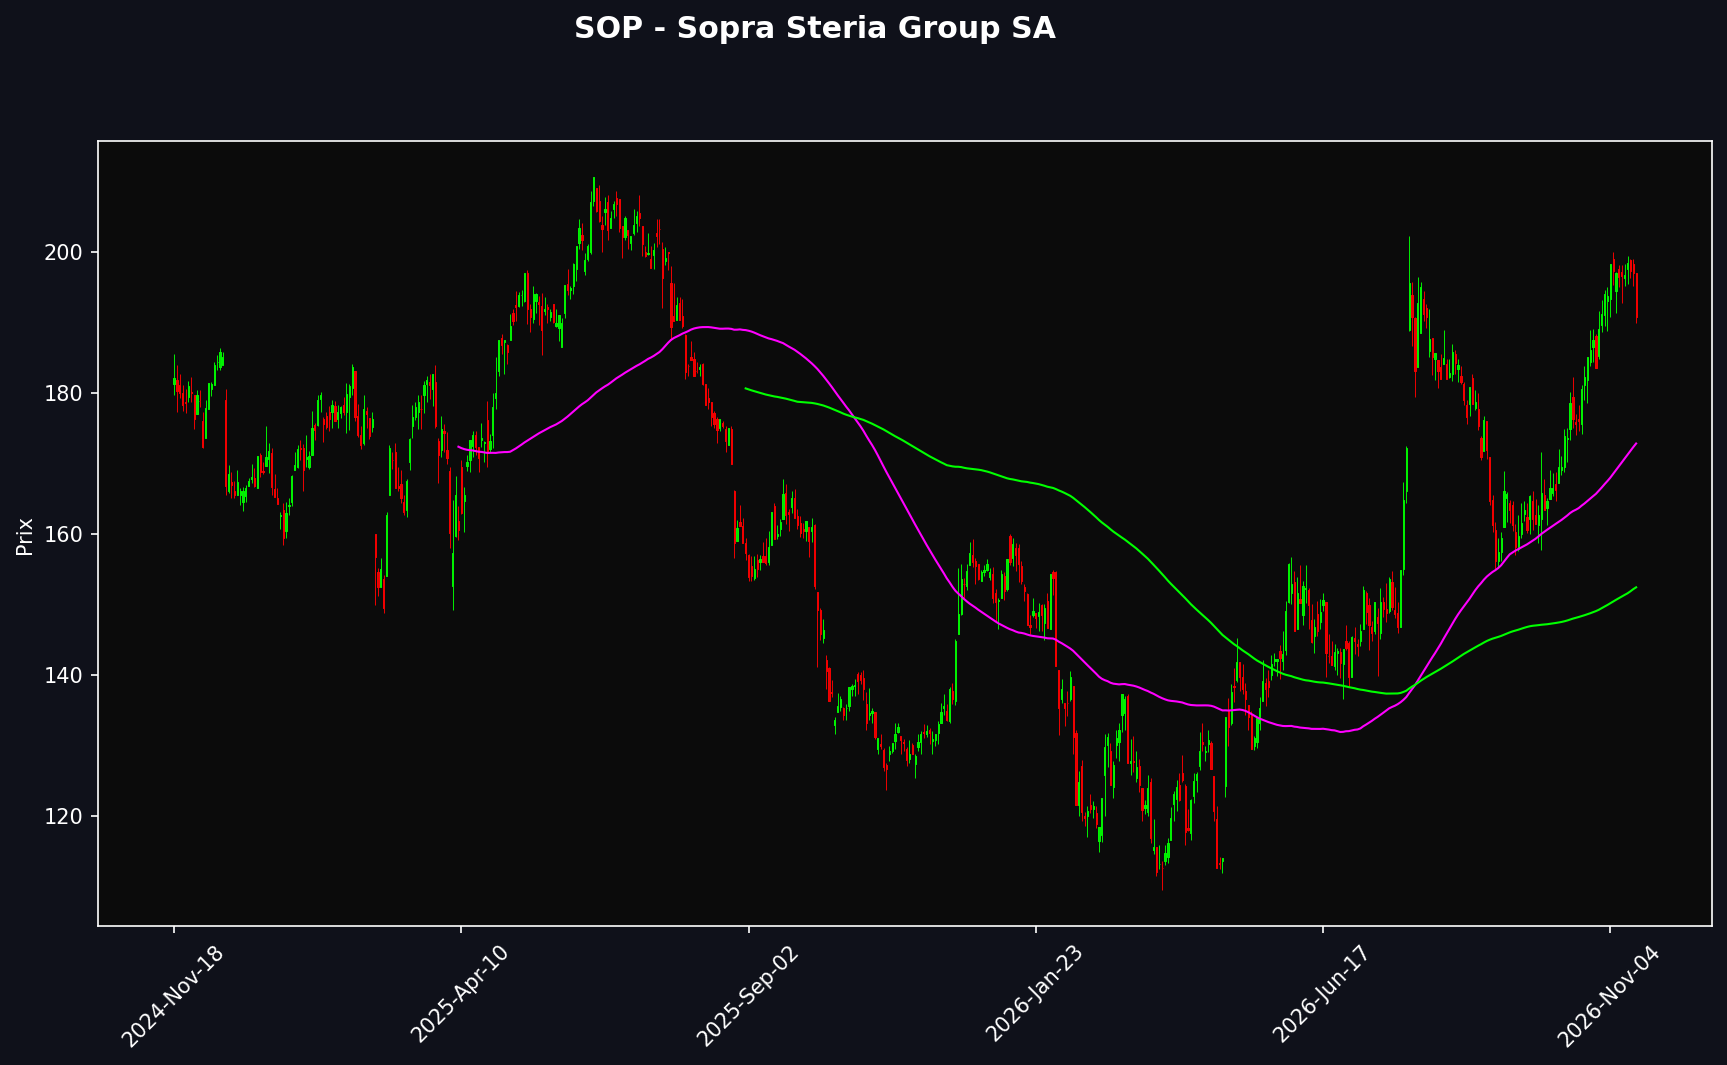 SOP - Sopra Steria Group SA
Prix
200
180
160
140
120
2024-Nov-18
2025-Apr-10
2025-Sep-02
2026-Jan-23
2026-Jun-17
2026-Nov-04